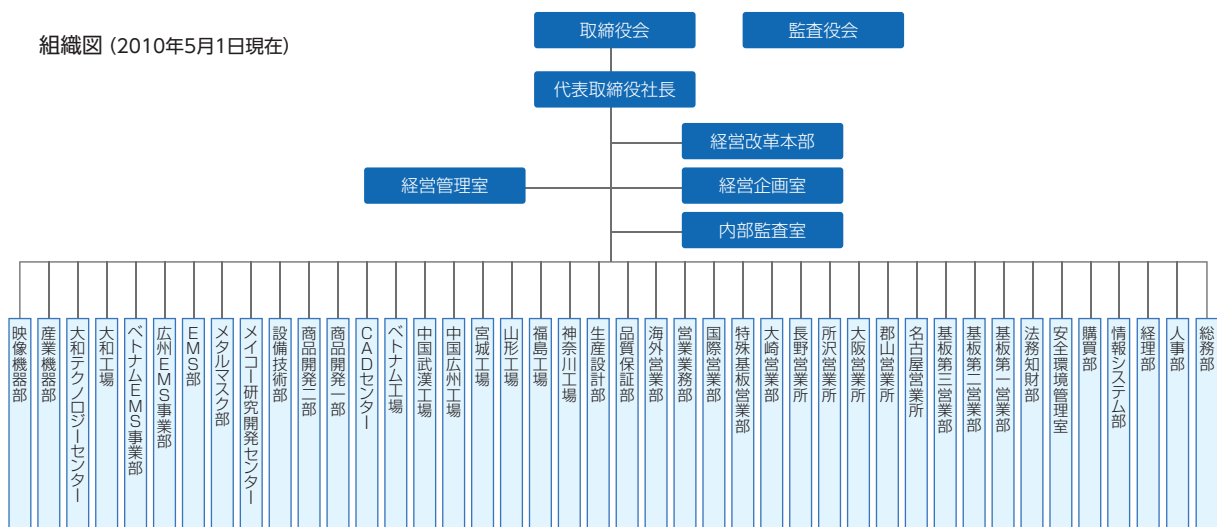 組織図 (2010年5月1日現在)
取締役会
監査役会
代表取締役社長
経営改革本部
経営管理室
経営企画室
内部監査室
映像機器部
産業機器部
大和テクノロジーセンター
大和工場
ベトナムEMS事業部
広州EMS事業部
EMS部
メタルマスク部
メイコー研究開発センター
設備技術部
商品開発二部
商品開発一部
CADセンター
ベトナム工場
中国武漢工場
中国広州工場
宮城工場
山形工場
福島工場
神奈川工場
生産設計部
品質保証部
海外営業部
営業業務部
国際営業部
特殊基板営業部
大崎営業部
長野営業所
所沢営業所
大阪営業所
郡山営業所
名古屋営業所
基板第三営業部
基板第二営業部
基板第一営業部
法務知財部
安全環境管理室
購買部
情報システム部
経理部
人事部
総務部